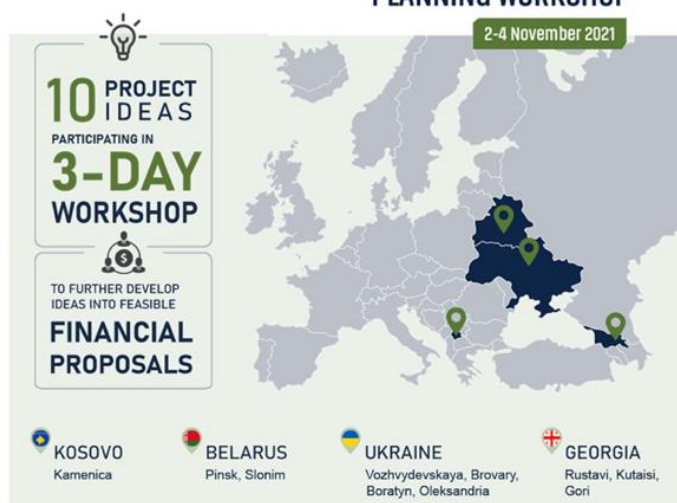 PLANNING WORKSHOP
2-4 November 2021
10 PROJECT
IDEAS
PARTICIPATING IN
3-DAY
WORKSHOP
$
TO FURTHER DEVELOP
IDEAS INTO FEASIBLE
FINANCIAL
PROPOSALS
KOSOVO
Kamenica
BELARUS
Pinsk, Slonim
UKRAINE
Vozhvydevskaya, Brovary,
Boratyn, Oleksandria
GEORGIA
Rustavi, Kutaisi,
Gori